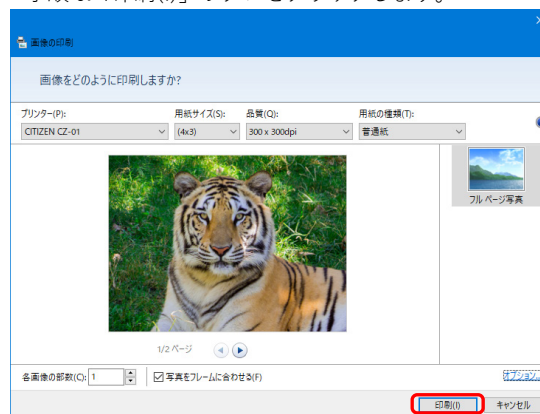 画像の印刷
画像をどのように印刷しますか?
プリンター(P): 用紙サイズ(S): 品質(Q): 用紙の種類(T):
CITIZEN CZ-01 (4x3) 300 x 300dpi 普通紙
フル ページ写真
1/2 ページ
各画像の部数(C): 1 写真をフレームに合わせる(F) オプション...
印刷(I) キャンセル